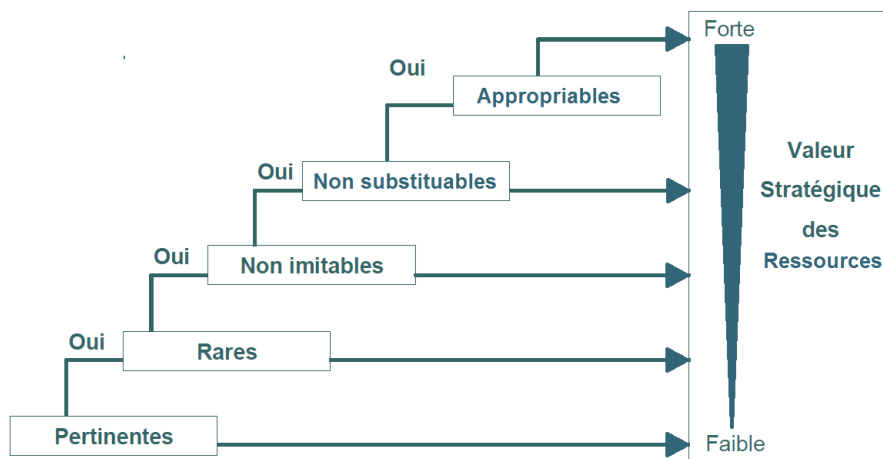 Forte
Oui
Appropriables
Valeur
Stratégique
des
Ressources
Oui
Non substituables
Oui
Non imitables
Oui
Rares
Pertinentes
Faible